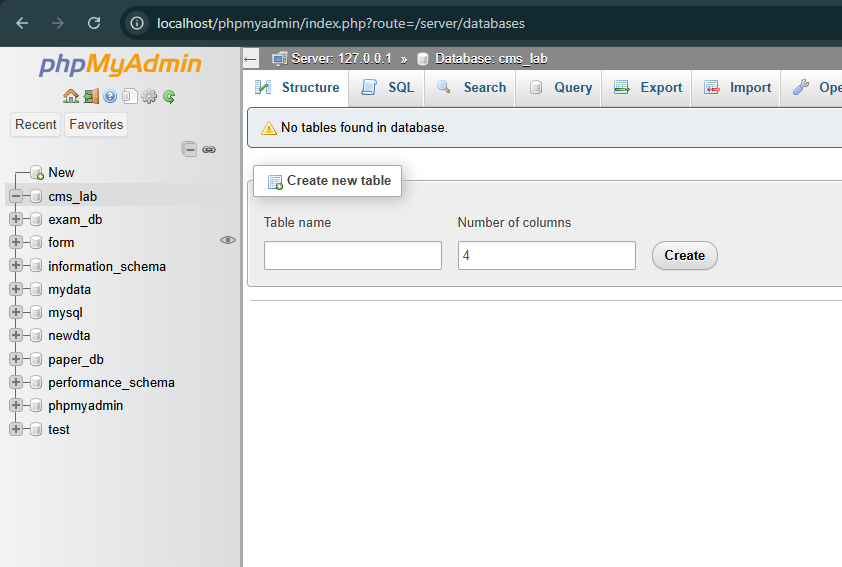 localhost/phpmyadmin/index.php?route=/server/databases
phpMyAdmin
Recent Favorites
New
cms_lab
exam_db
form
information_schema
mydata
mysql
newdta
paper_db
performance_schema
phpmyadmin
test
Server: 127.0.0.1 » Database: cms_lab
Structure SQL Search Query Export Import Ope
No tables found in database.
Create new table
Table name Number of columns
4 Create